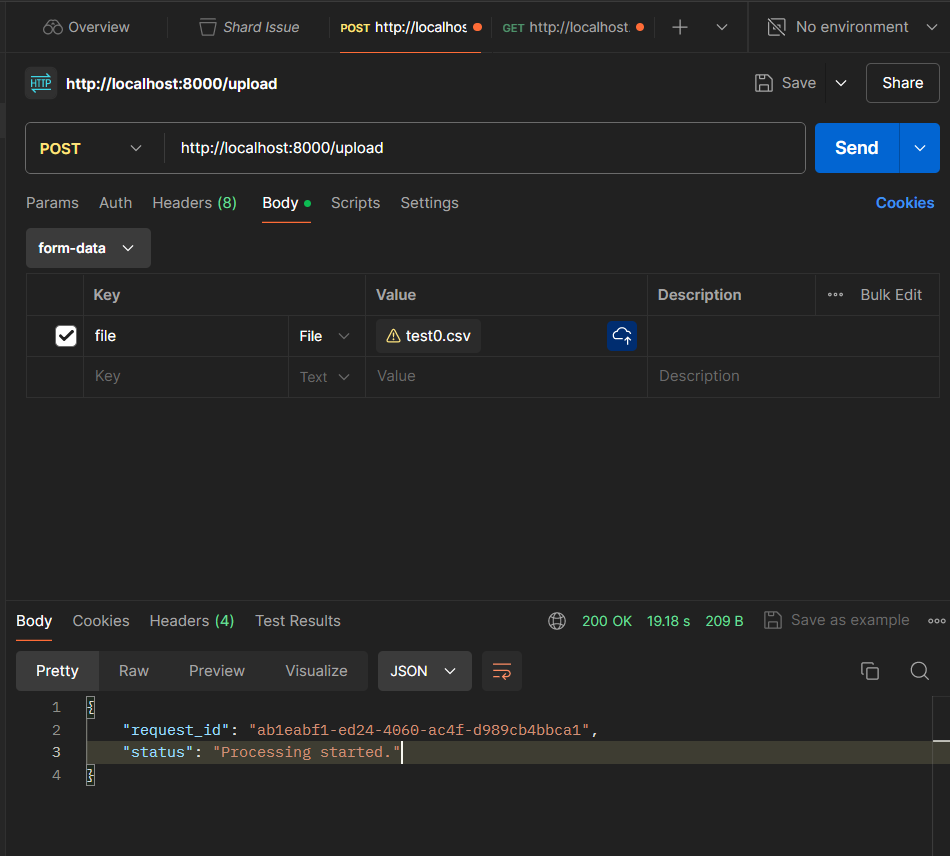 Overview Shard Issue POST http://localhos GET http://localhost. No environment
HTTP http://localhost:8000/upload Save Share
POST http://localhost:8000/upload Send
Params Auth Headers (8) Body Scripts Settings Cookies
form-data
Key Value Description Bulk Edit
file File test0.csv
Key Text Value Description
Body Cookies Headers (4) Test Results 200 OK 19.18 s 209 B Save as example
Pretty Raw Preview Visualize JSON
1 {
2 "request_id": "ab1eabf1-ed24-4060-ac4f-d989cb4bbca1",
3 "status": "Processing started."
4 }